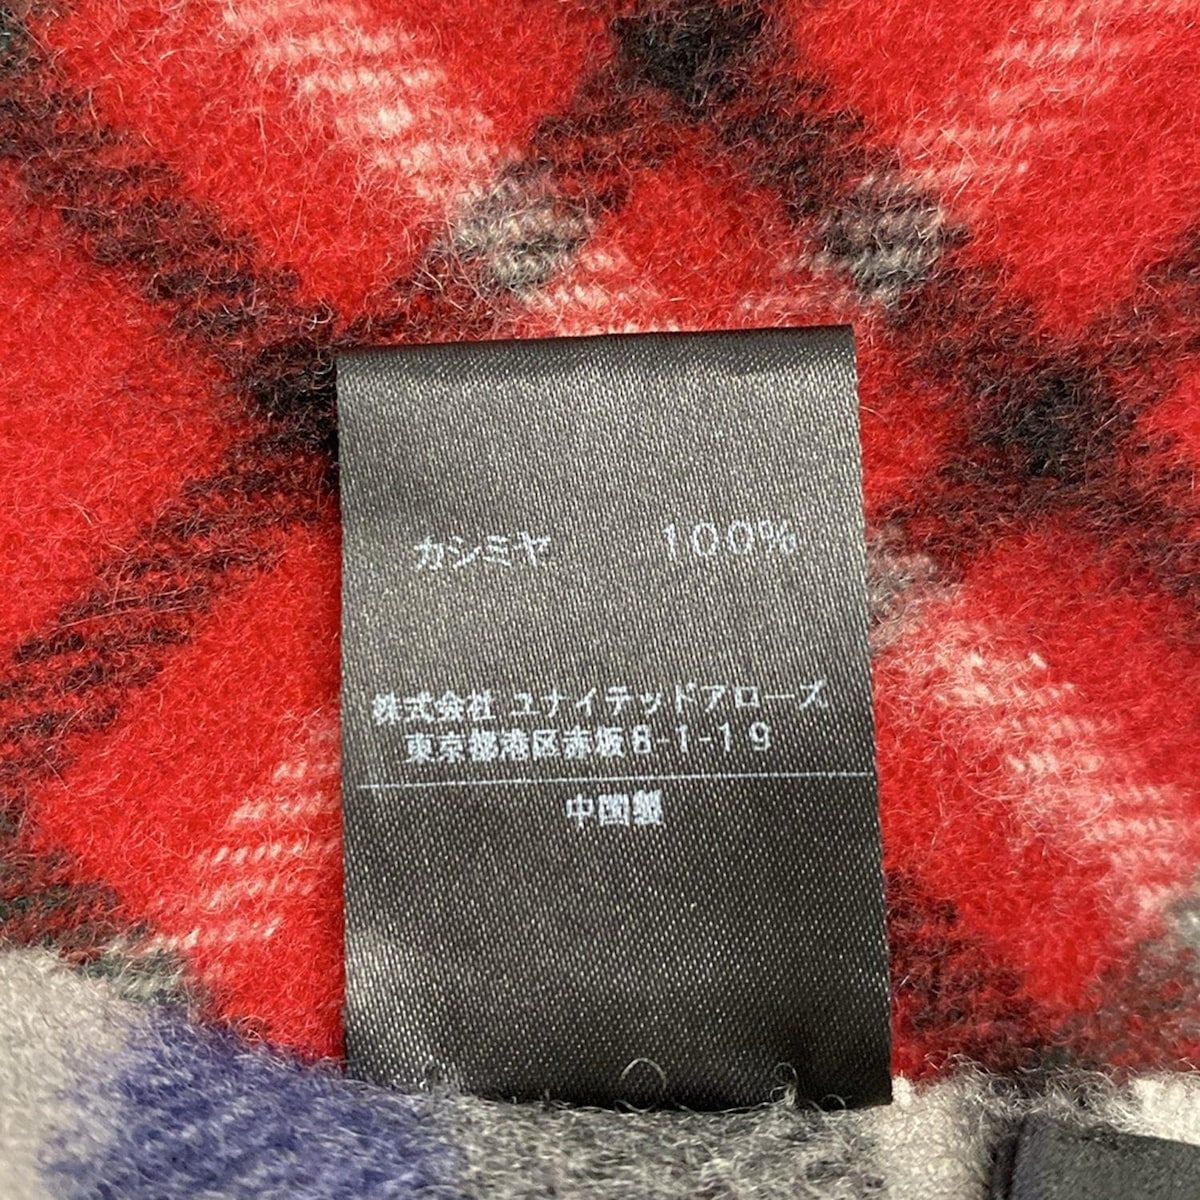 カシミヤ 100%
株式会社 ユナイテッドアローズ
東京都港区赤坂8-1-19
中国製